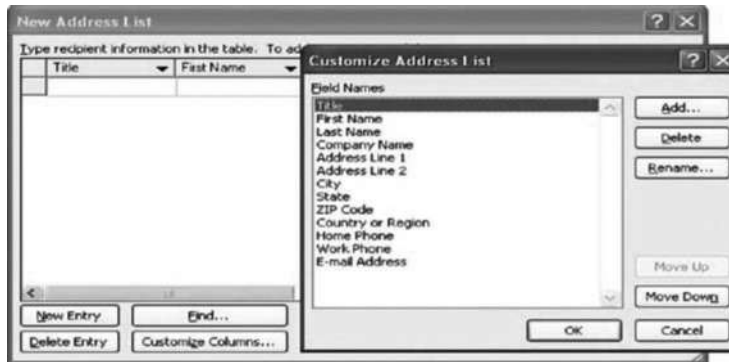 New Address List
Type recipient information in the table. To ad
Title
First Name
Customize Address List
Field Names
Title
First Name
Last Name
Company Name
Address Line 1
Address Line 2
City
State
ZIP Code
Country or Region
Home Phone
Work Phone
E-mail Address
Add...
Delete
Rename...
Move Up
Move Down
New Entry
Find...
Delete Entry
Customize Columns...
OK
Cancel